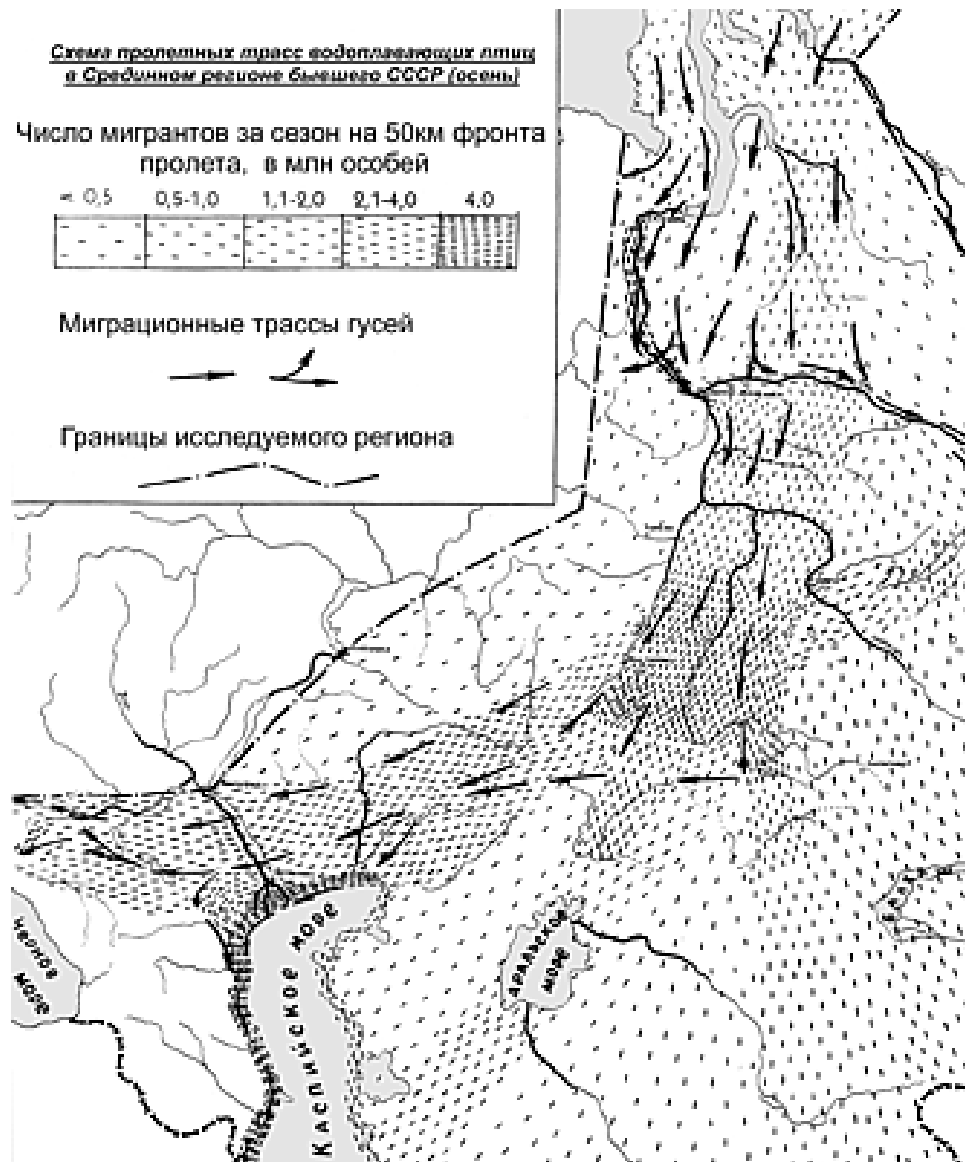 Схема пролетных трасс водоплавающих птиц
в Срединном регионе бывшего СССР (осень)
Число мигрантов за сезон на 50км фронта
пролета, в млн особей
< 0,5 0,5-1,0 1,1-2,0 2,1-4,0 4.0
Миграционные трассы гусей
Границы исследуемого региона
Черное
море
Каспийское море
Аральское
море